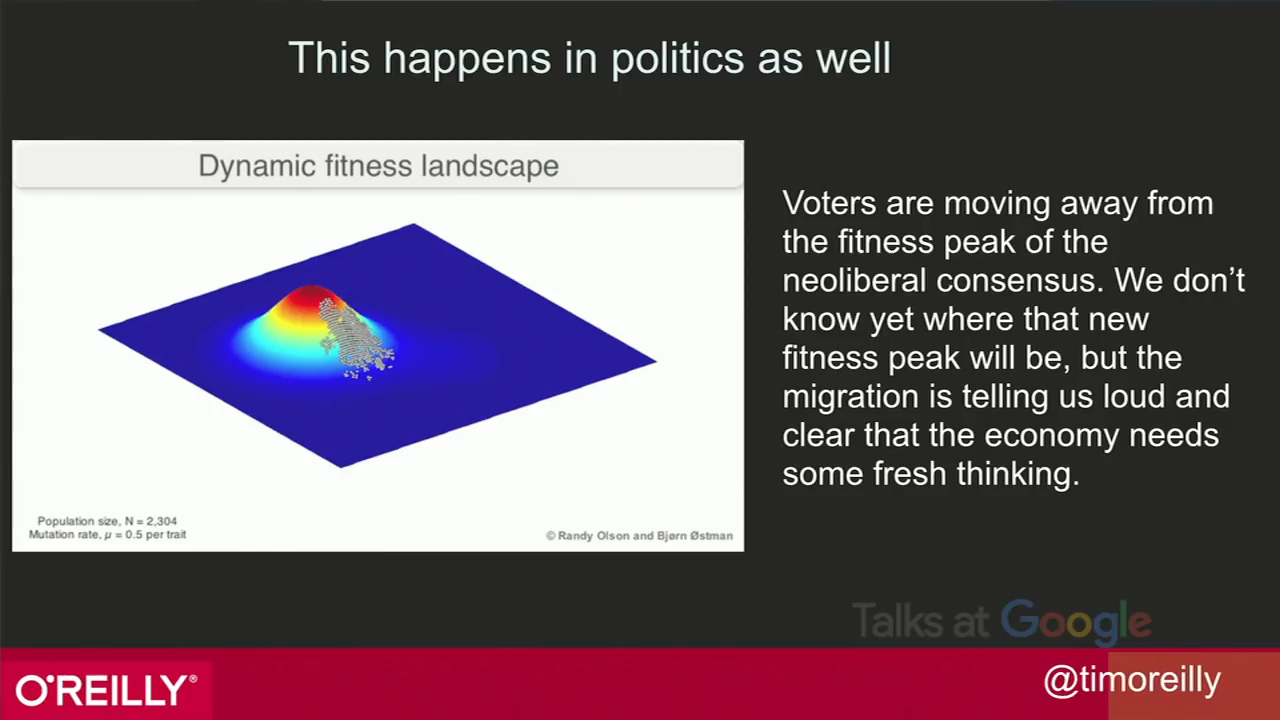 This happens in politics as well
Dynamic fitness landscape
Population size, N = 2,304
Mutation rate, μ = 0.5 per trait
© Randy Olson and Bjørn Østman
Voters are moving away from
the fitness peak of the
neoliberal consensus. We don’t
know yet where that new
fitness peak will be, but the
migration is telling us loud and
clear that the economy needs
some fresh thinking.
Talks at Google
O'REILLY®
@timoreilly